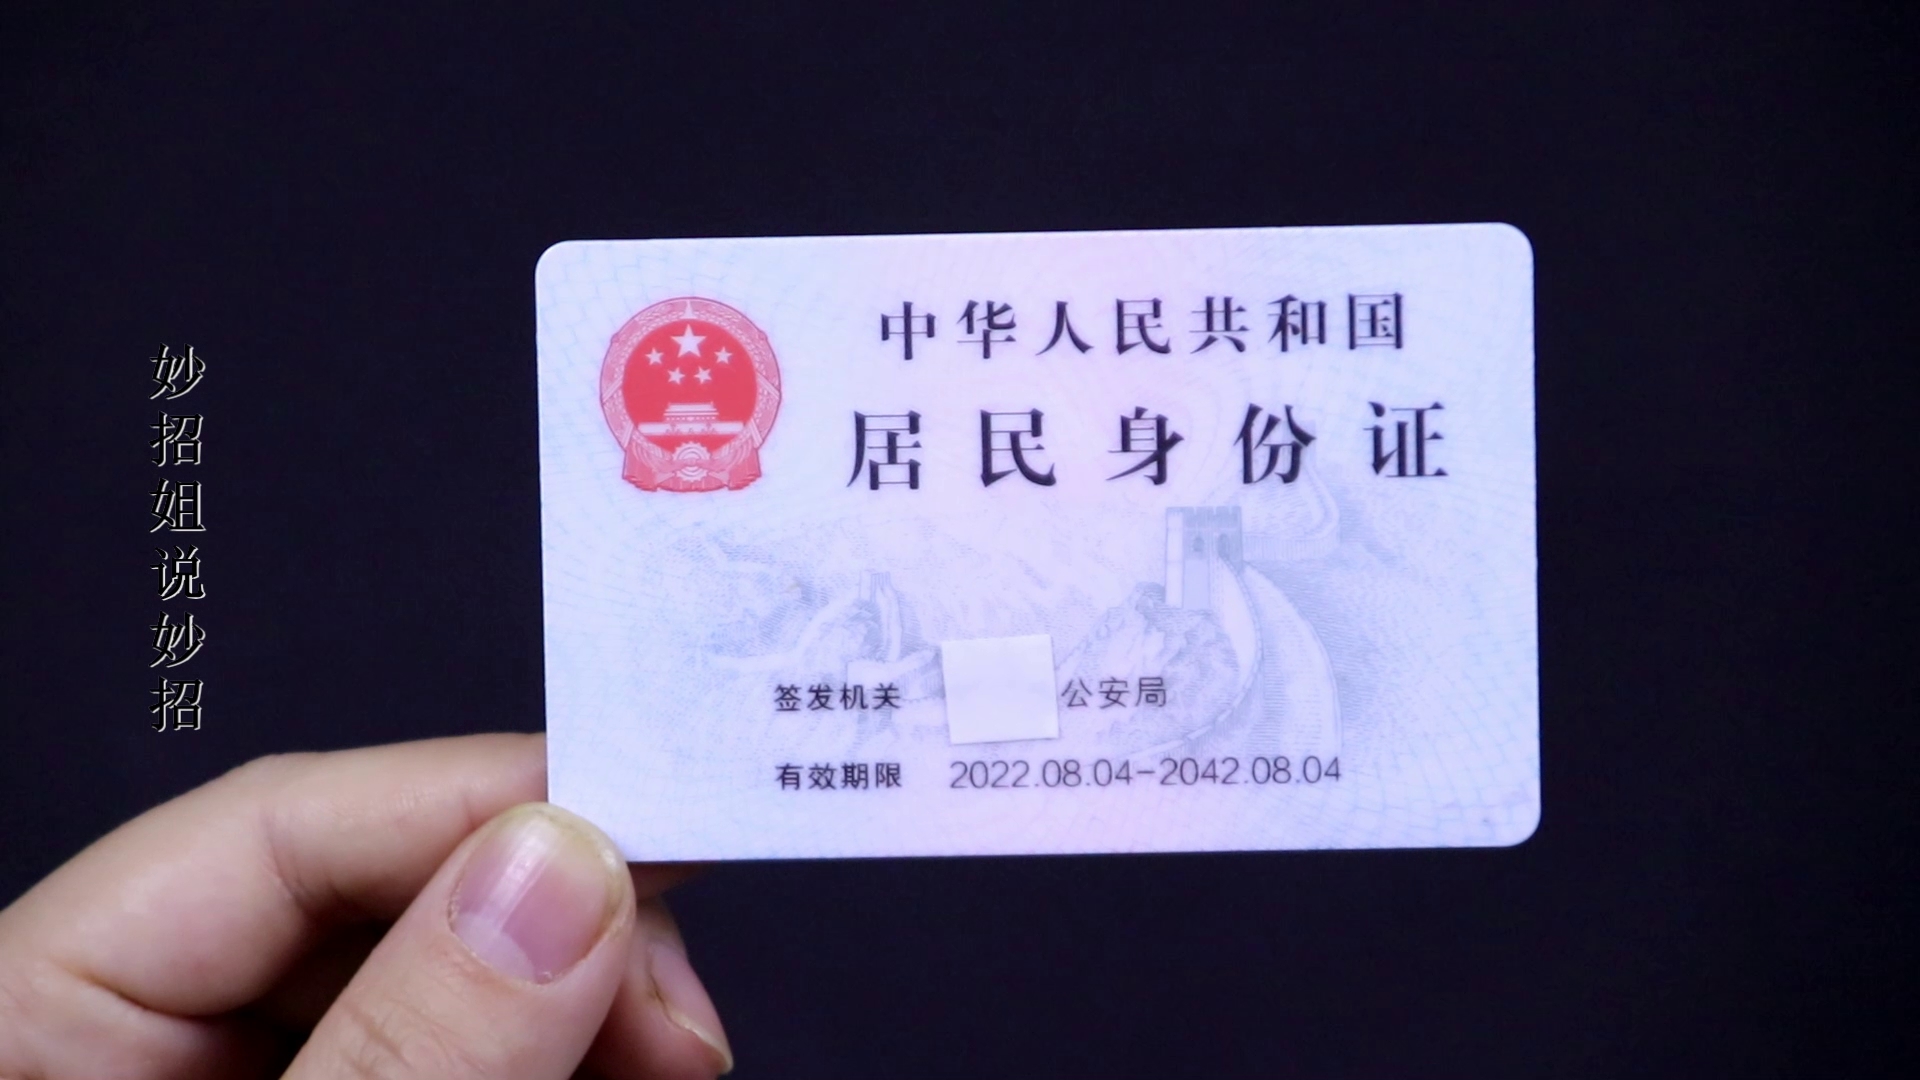 妙招姐说妙招
中华人民共和国
居民身份证
签发机关 公安局
有效期限 2022.08.04-2042.08.04